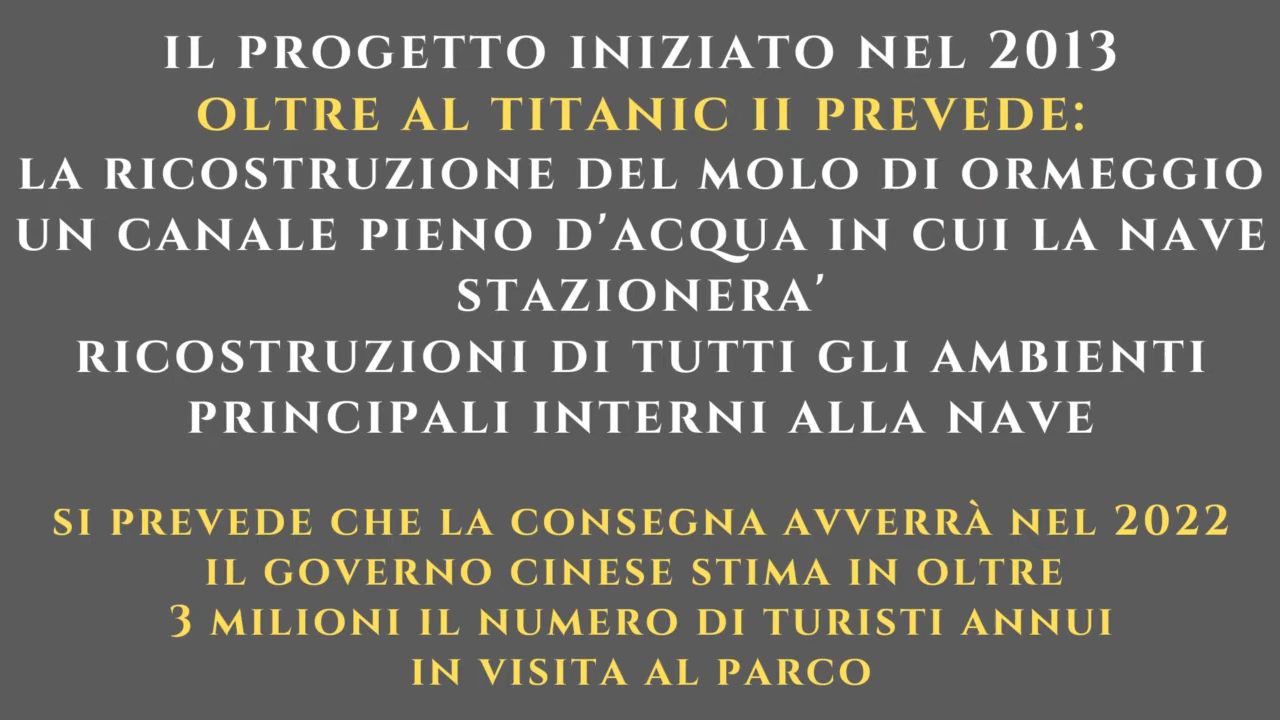 IL PROGETTO INIZIATO NEL 2013
OLTRE AL TITANIC II PREVEDE:
LA RICOSTRUZIONE DEL MOLO DI ORMEGGIO
UN CANALE PIENO D'ACQUA IN CUI LA NAVE
STAZIONERA'
RICOSTRUZIONI DI TUTTI GLI AMBIENTI
PRINCIPALI INTERNI ALLA NAVE
SI PREVEDE CHE LA CONSEGNA AVVERRÀ NEL 2022
IL GOVERNO CINESE STIMA IN OLTRE
3 MILIONI IL NUMERO DI TURISTI ANNUI
IN VISITA AL PARCO